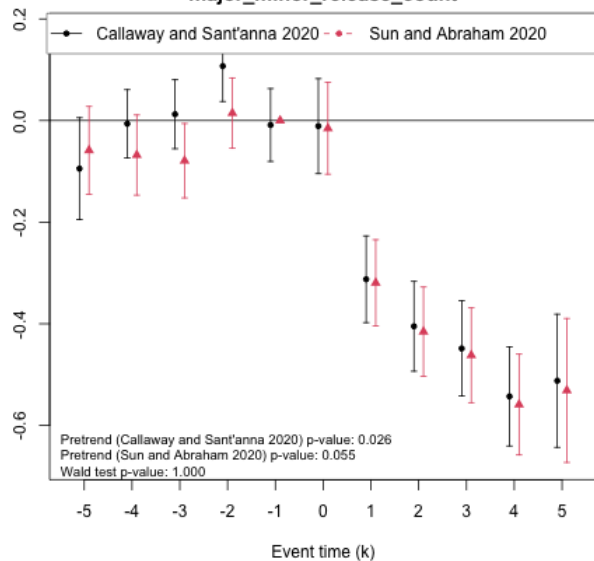 major_minor_release_count
0.2
Callaway and Sant'anna 2020 Sun and Abraham 2020
0.0
-0.2
-0.4
-0.6
Pretrend (Callaway and Sant'anna 2020) p-value: 0.026
Pretrend (Sun and Abraham 2020) p-value: 0.055
Wald test p-value: 1.000
-5 -4 -3 -2 -1 0 1 2 3 4 5
Event time (k)